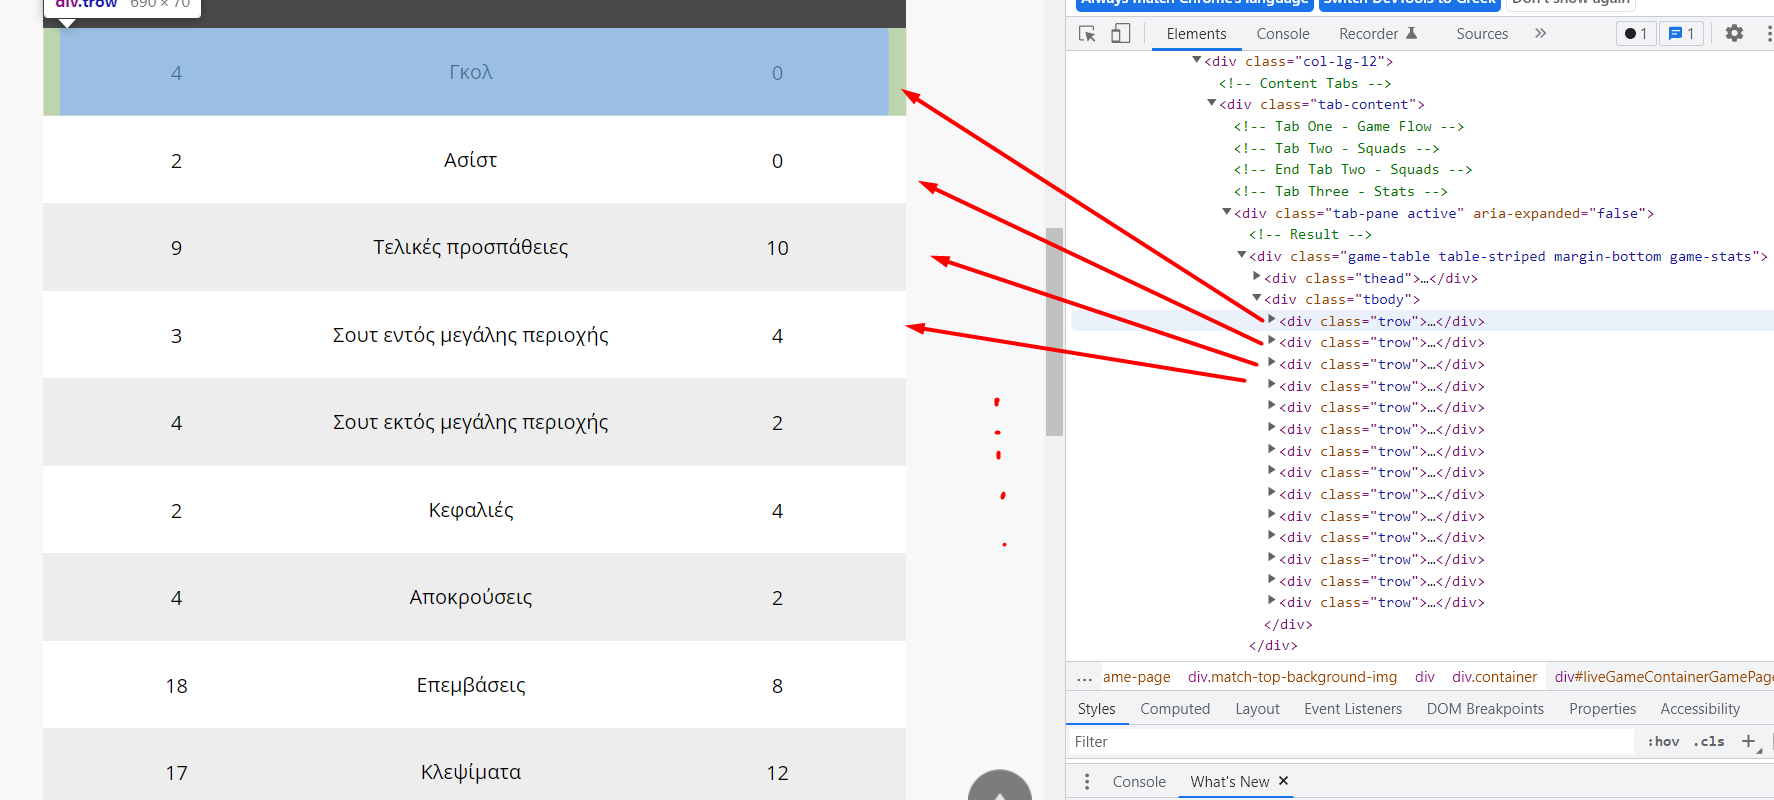 div.trow 690 × 70
4 Γκολ 0
2 Ασίστ 0
9 Τελικές προσπάθειες 10
3 Σουτ εντός μεγάλης περιοχής 4
4 Σουτ εκτός μεγάλης περιοχής 2
2 Κεφαλιές 4
4 Αποκρούσεις 2
18 Επεμβάσεις 8
17 Κλεψίματα 12
Always match Chrome's language Switch DevTools to Greek Don't show again
Elements Console Recorder Sources » 1 1
<div class="col-lg-12">
<!-- Content Tabs -->
<div class="tab-content">
<!-- Tab One - Game Flow -->
<!-- Tab Two - Squads -->
<!-- End Tab Two - Squads -->
<!-- Tab Three - Stats -->
<div class="tab-pane active" aria-expanded="false">
<!-- Result -->
<div class="game-table table-striped margin-bottom game-stats">
<div class="thead">…</div>
<div class="tbody">
<div class="trow">…</div>
<div class="trow">…</div>
<div class="trow">…</div>
<div class="trow">…</div>
<div class="trow">…</div>
<div class="trow">…</div>
<div class="trow">…</div>
<div class="trow">…</div>
<div class="trow">…</div>
<div class="trow">…</div>
<div class="trow">…</div>
<div class="trow">…</div>
<div class="trow">…</div>
<div class="trow">…</div>
</div>
</div>
... ame-page div.match-top-background-img div div.container div#liveGameContainerGamePage
Styles Computed Layout Event Listeners DOM Breakpoints Properties Accessibility
Filter :hov .cls +
Console What's New ×